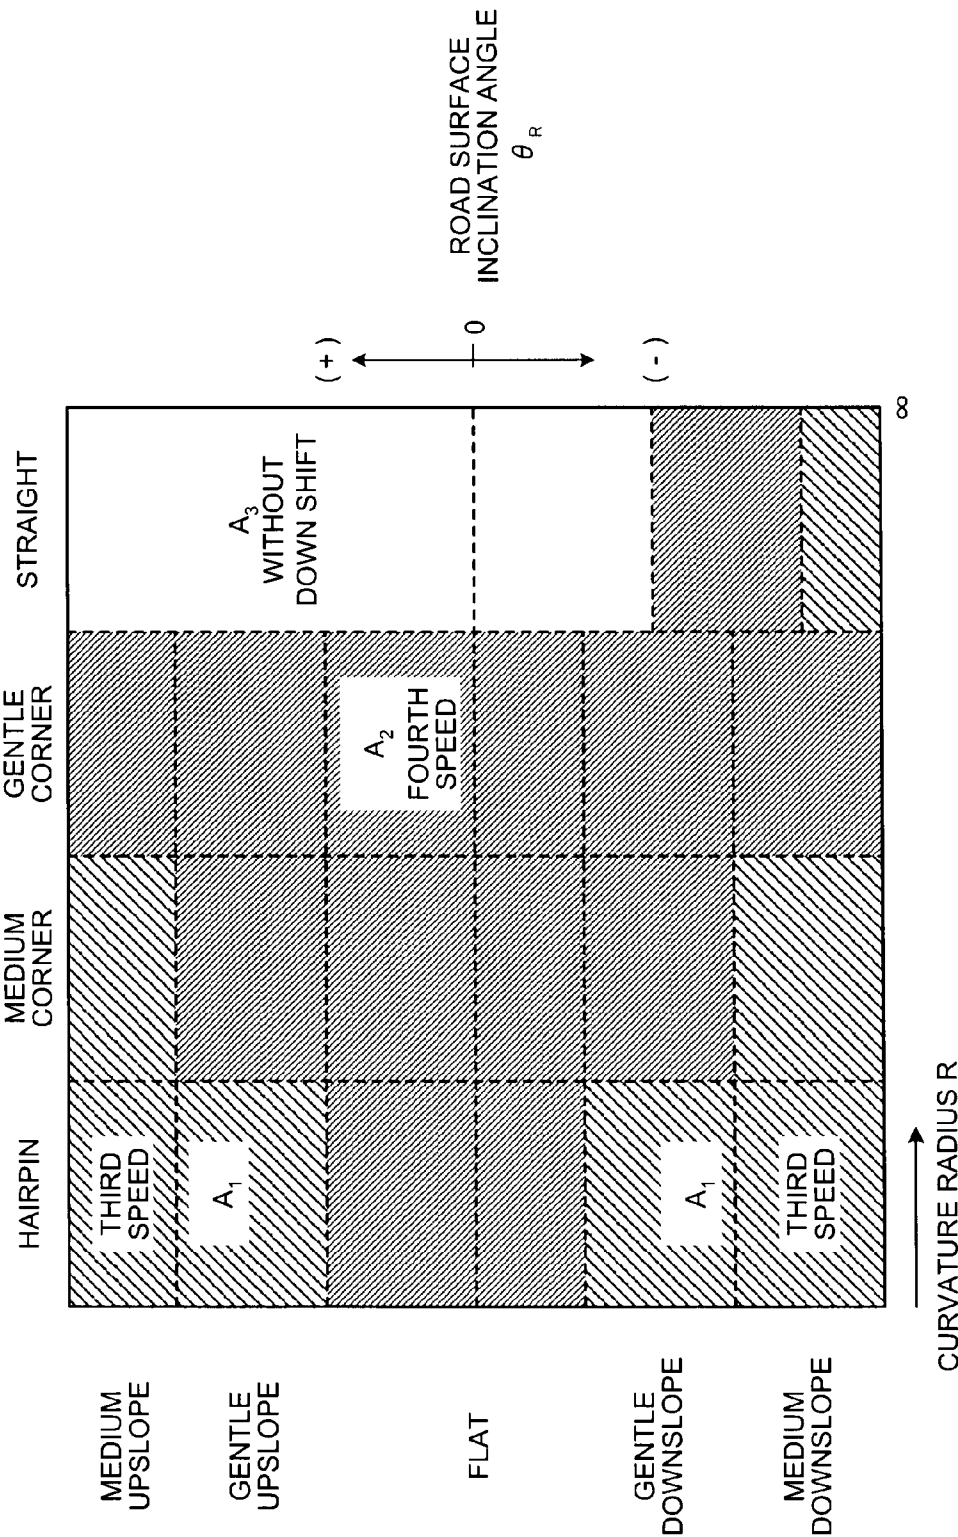 HAIRPIN
MEDIUM
CORNER
GENTLE
CORNER
STRAIGHT
MEDIUM
UPSLOPE
GENTLE
UPSLOPE
FLAT
GENTLE
DOWNSLOPE
MEDIUM
DOWNSLOPE
THIRD
SPEED
A1
A1
THIRD
SPEED
A2
FOURTH
SPEED
A3
WITHOUT
DOWN SHIFT
(+)
0
(-)
ROAD SURFACE
INCLINATION ANGLE
θR
∞
CURVATURE RADIUS R